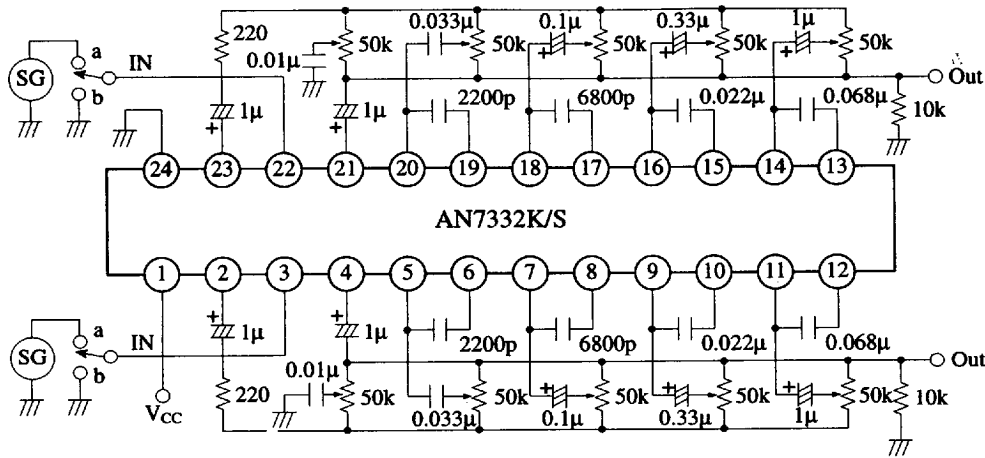 220 0.033μ 0.1μ 0.33μ 1μ
0.01μ 50k 50k 50k 50k 50k
a
SG IN Out
b
1μ 1μ 2200p 6800p 0.022μ 0.068μ 10k
24 23 22 21 20 19 18 17 16 15 14 13
+ + + + + +
AN7332K/S
1 2 3 4 5 6 7 8 9 10 11 12
+ +
a
SG IN 1μ 1μ 2200p 6800p 0.022μ 0.068μ Out
b
0.01μ
VCC 220 50k 50k 50k 50k 50k 10k
+ + +
0.033μ 0.1μ 0.33μ 1μ